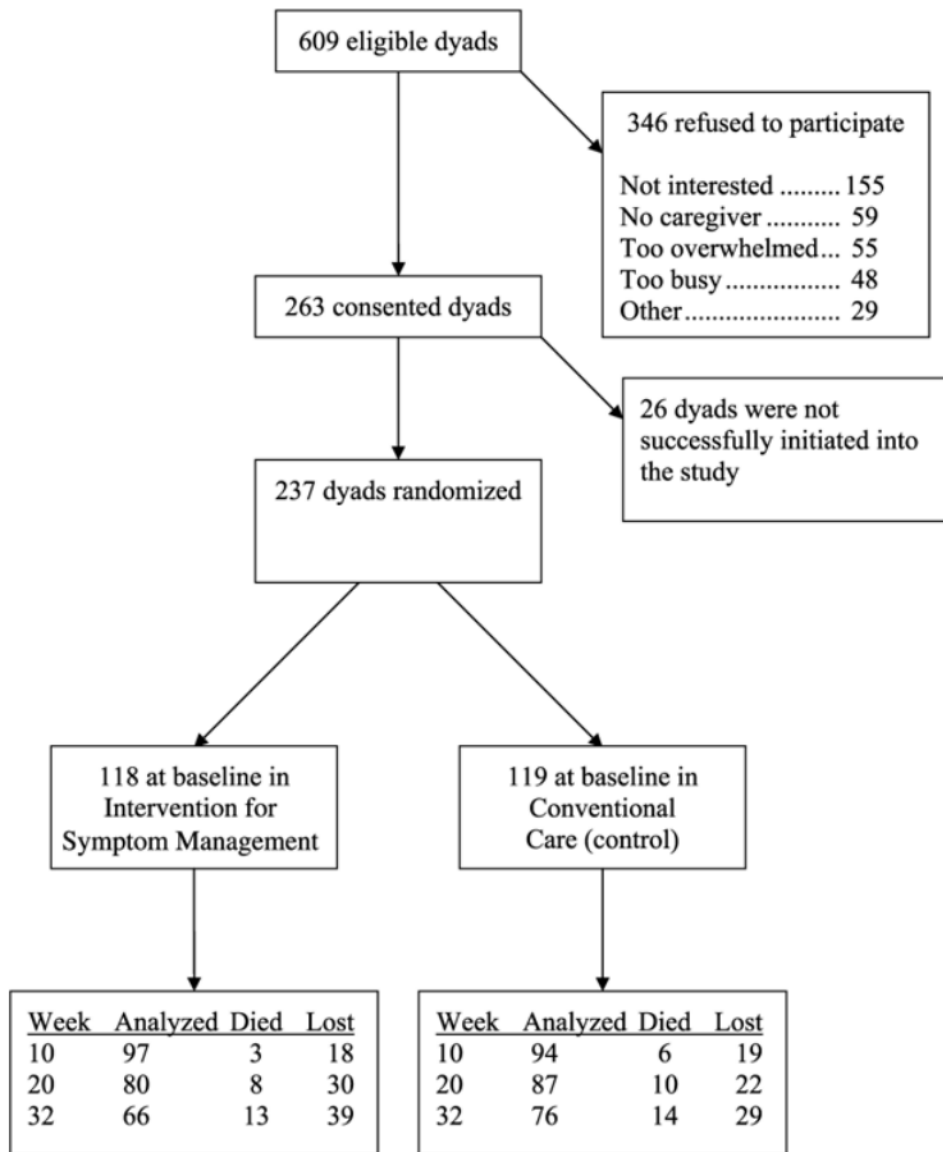 609 eligible dyads
346 refused to participate
Not interested ......... 155
No caregiver ........... 59
Too overwhelmed... 55
Too busy ................. 48
Other....................... 29
263 consented dyads
26 dyads were not
successfully initiated into
the study
237 dyads randomized
118 at baseline in
Intervention for
Symptom Management
119 at baseline in
Conventional
Care (control)
Week Analyzed Died Lost
10 97 3 18
20 80 8 30
32 66 13 39
Week Analyzed Died Lost
10 94 6 19
20 87 10 22
32 76 14 29